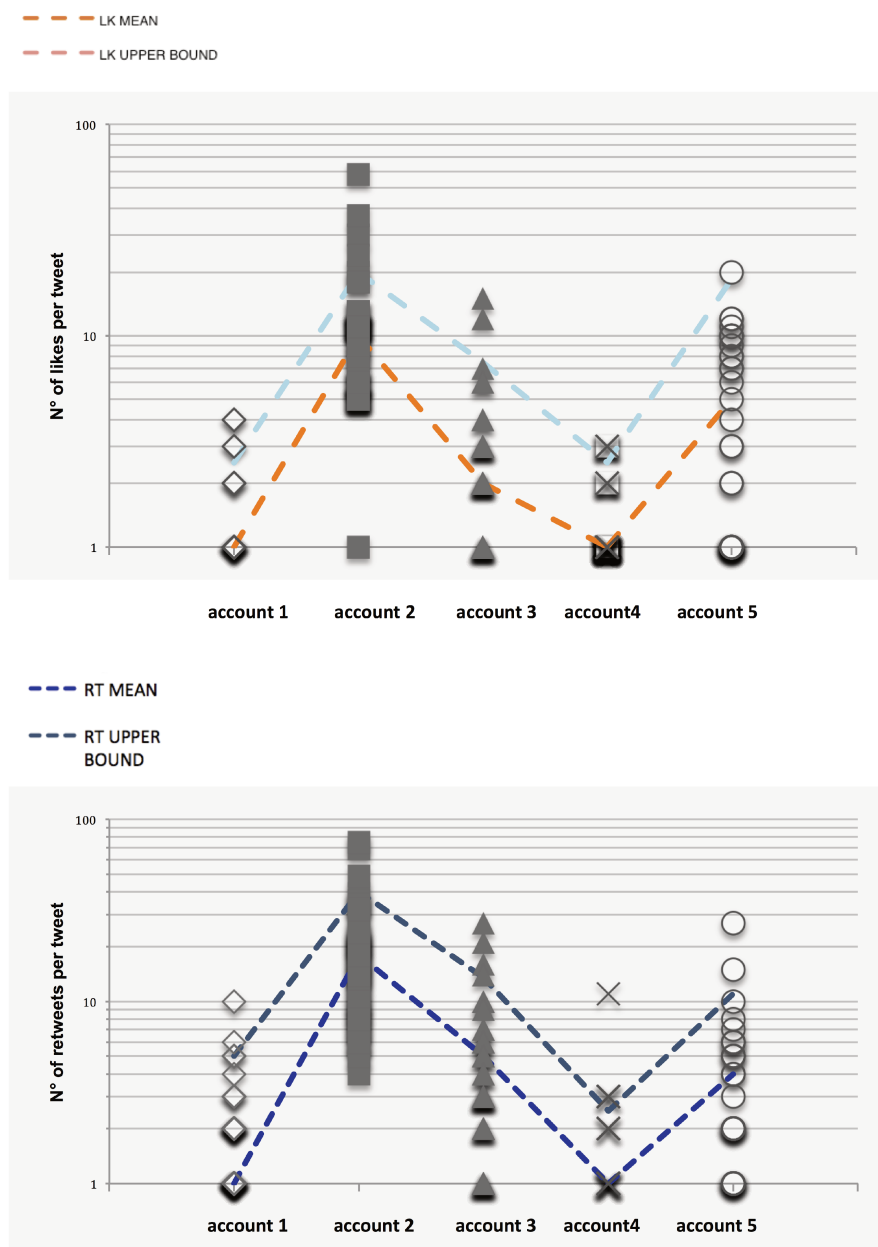 LK MEAN
LK UPPER BOUND
100
10
1
N° of likes per tweet
account 1 account 2 account 3 account4 account 5
RT MEAN
RT UPPER
BOUND
100
10
1
N° of retweets per tweet
account 1 account 2 account 3 account4 account 5